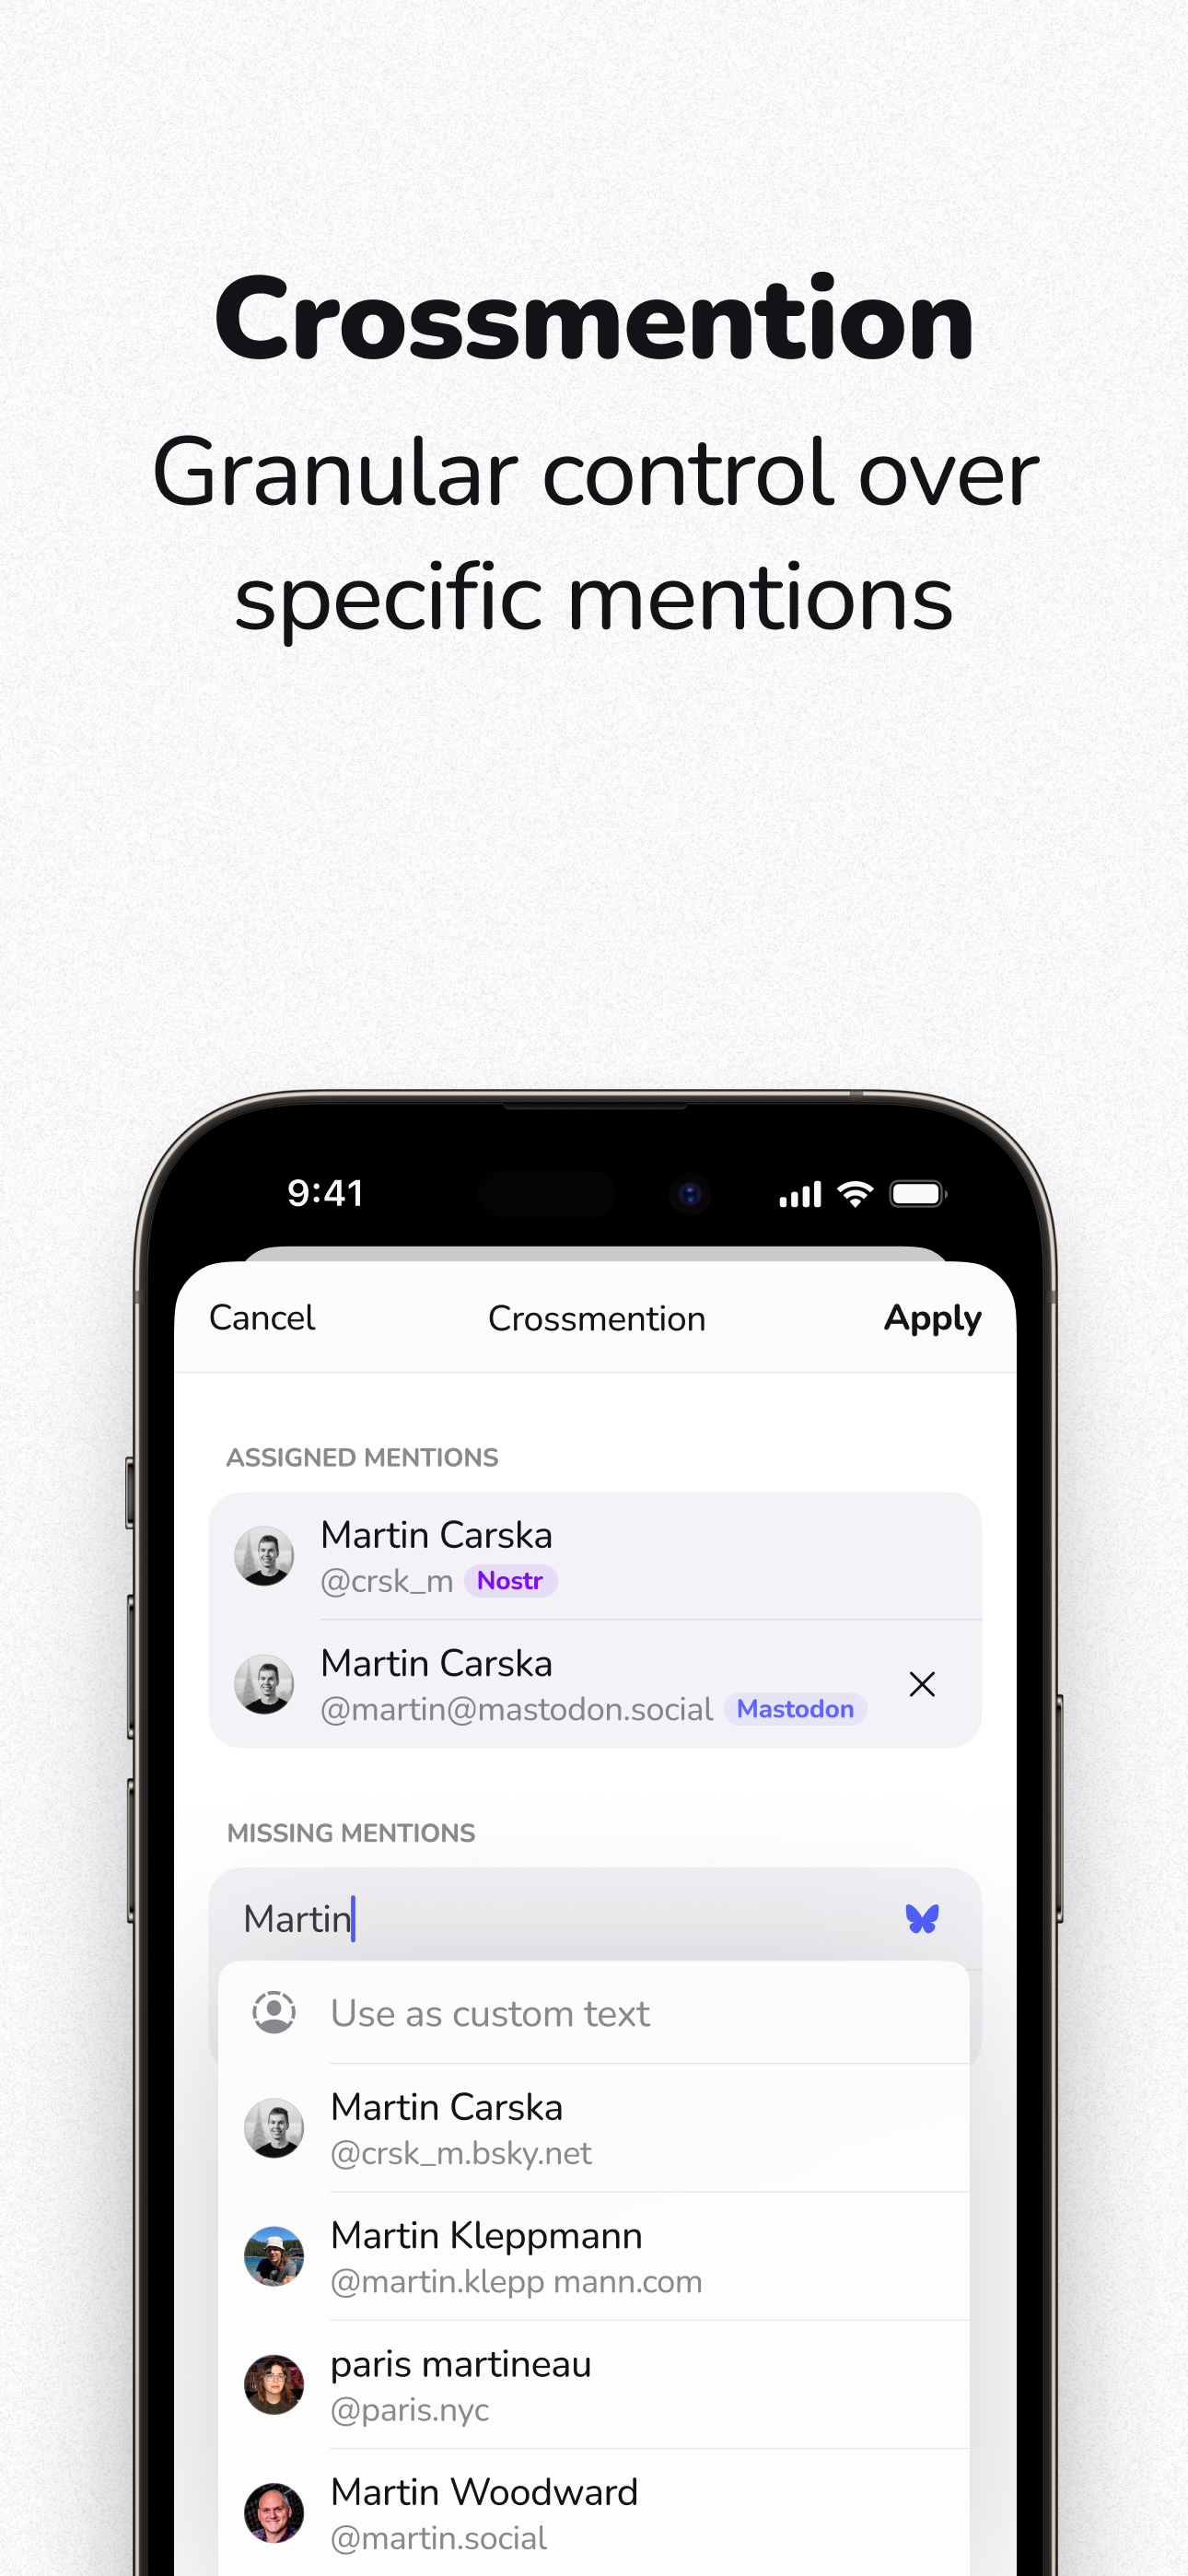 Crossmention
Granular control over
specific mentions
9:41
Cancel Crossmention Apply
ASSIGNED MENTIONS
Martin Carska
@crsk_m Nostr
Martin Carska
@martin@mastodon.social Mastodon
MISSING MENTIONS
Martin
Use as custom text
Martin Carska
@crsk_m.bsky.net
Martin Kleppmann
@martin.klepp mann.com
paris martineau
@paris.nyc
Martin Woodward
@martin.social